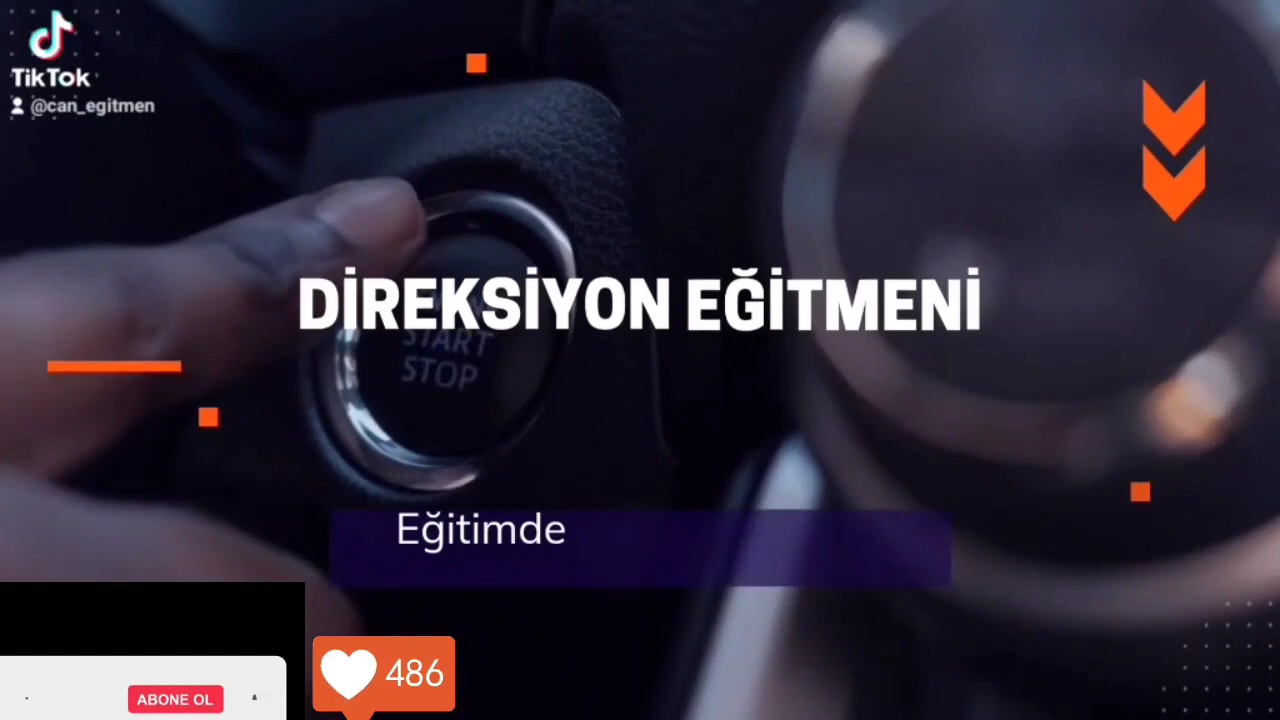 TikTok
@can_egitmen
DİREKSİYON EĞİTMENİ
START
STOP
Eğitimde
ABONE OL
486